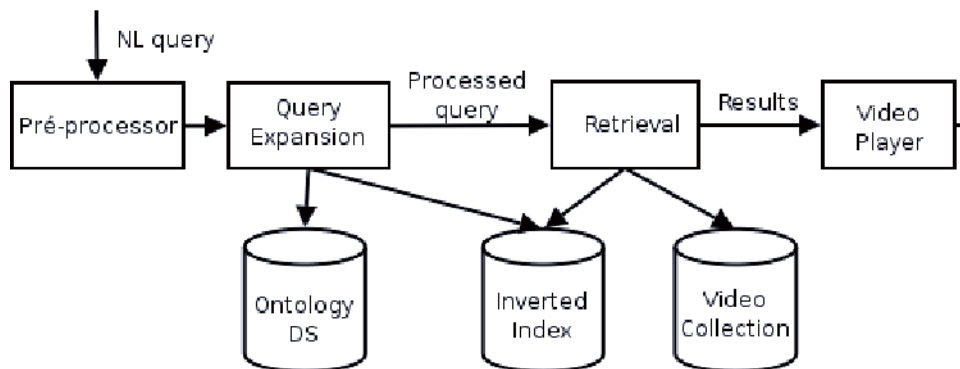 NL query
Pré-processor
Query
Expansion
Processed
query
Retrieval
Results
Video
Player
Ontology
DS
Inverted
Index
Video
Collection